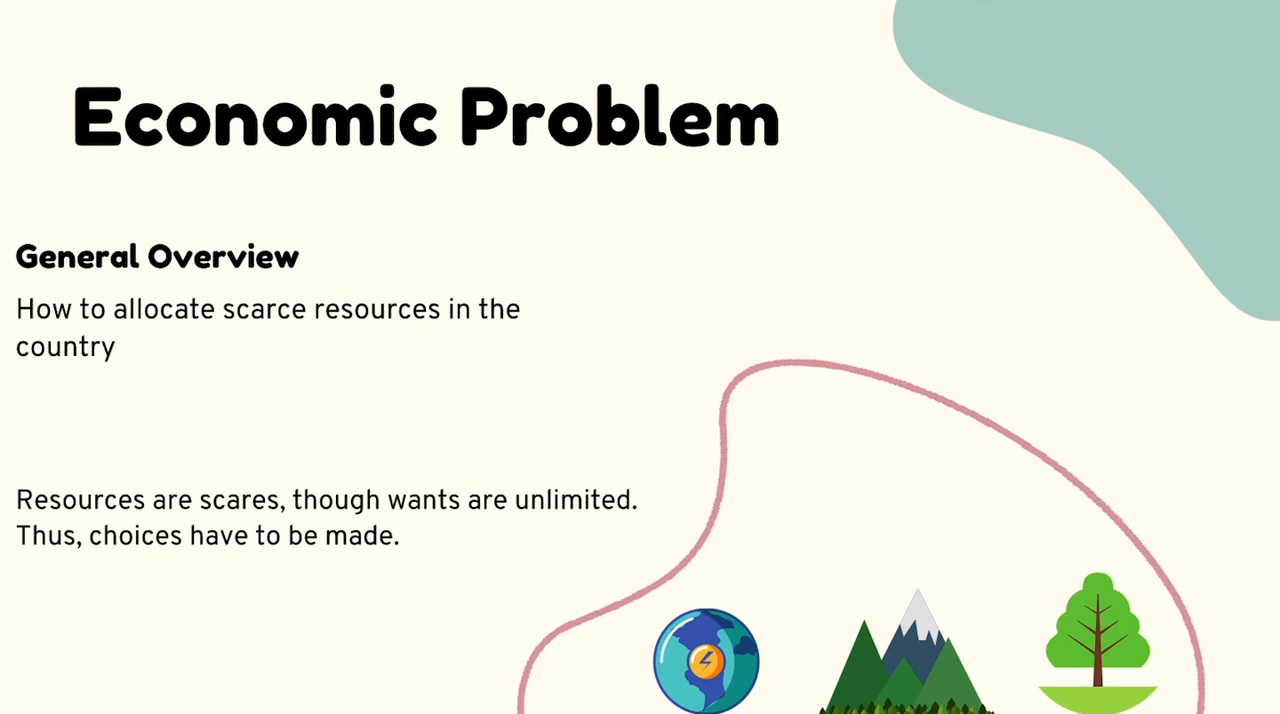 Economic Problem
General Overview
How to allocate scarce resources in the
country
Resources are scares, though wants are unlimited.
Thus, choices have to be made.